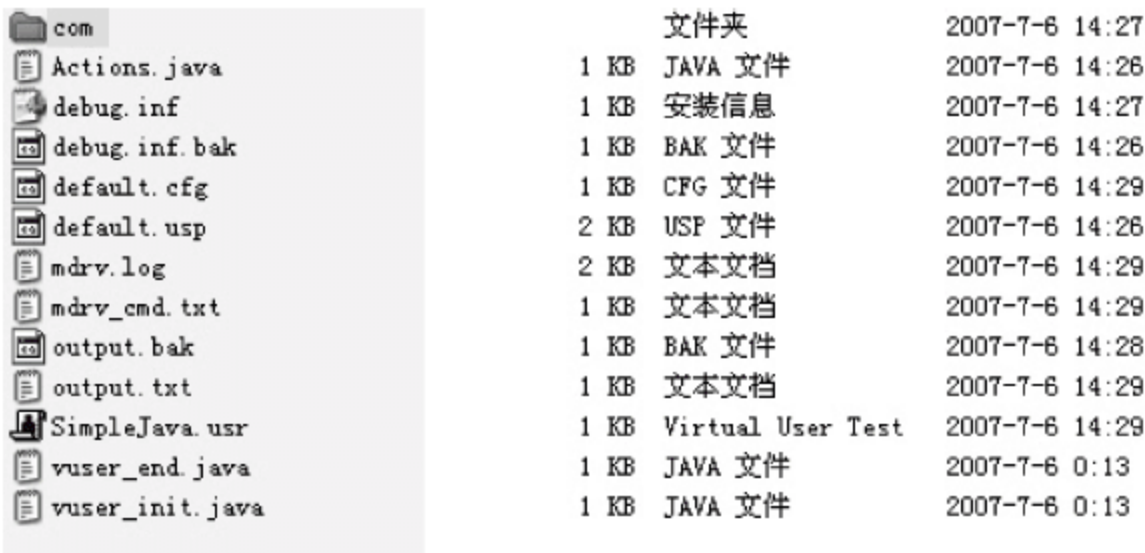 com 文件夹 2007-7-6 14:27
Actions.java 1 KB JAVA 文件 2007-7-6 14:26
debug.inf 1 KB 安装信息 2007-7-6 14:27
debug.inf.bak 1 KB BAK 文件 2007-7-6 14:26
default.cfg 1 KB CFG 文件 2007-7-6 14:29
default.usp 2 KB USP 文件 2007-7-6 14:26
mdrv.log 2 KB 文本文档 2007-7-6 14:29
mdrv_cmd.txt 1 KB 文本文档 2007-7-6 14:29
output.bak 1 KB BAK 文件 2007-7-6 14:28
output.txt 1 KB 文本文档 2007-7-6 14:29
SimpleJava.usr 1 KB Virtual User Test 2007-7-6 14:29
vuser_end.java 1 KB JAVA 文件 2007-7-6 0:13
vuser_init.java 1 KB JAVA 文件 2007-7-6 0:13